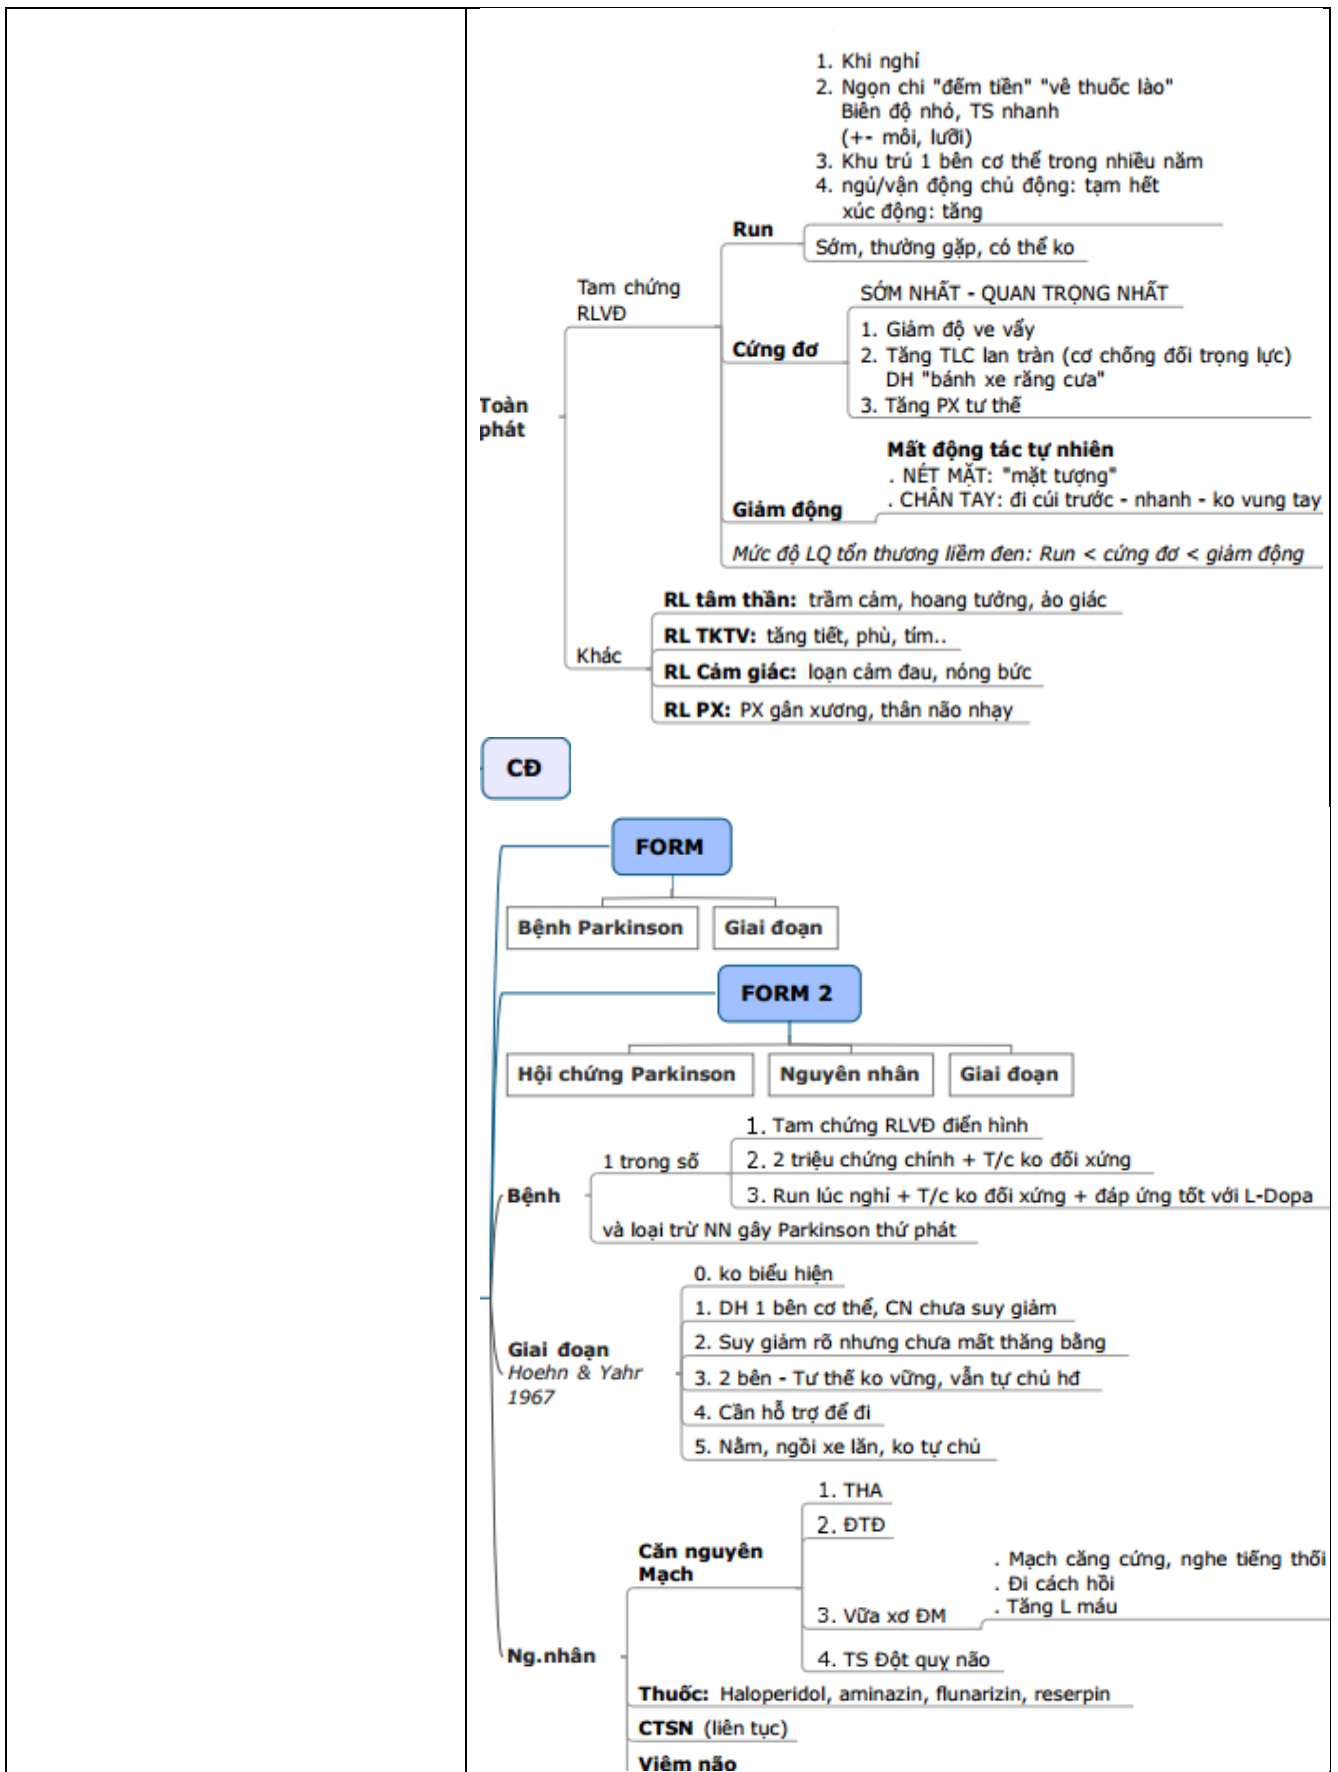 1. Khi nghỉ
2. Ngọn chi "đếm tiền" "vê thuốc lào"
Biên độ nhỏ, TS nhanh
(+- môi, lưỡi)
3. Khu trú 1 bên cơ thể trong nhiều năm
4. ngủ/vận động chủ động: tạm hết
xúc động: tăng
Run
Sớm, thường gặp, có thể ko
Tam chứng
RLVĐ
SỚM NHẤT - QUAN TRỌNG NHẤT
1. Giảm độ ve vẩy
Cứng đơ
2. Tăng TLC lan tràn (cơ chống đối trọng lực)
DH "bánh xe răng cưa"
3. Tăng PX tư thế
Toàn
phát
Mất động tác tự nhiên
. NÉT MẶT: "mặt tượng"
. CHÂN TAY: đi cúi trước - nhanh - ko vung tay
Giảm động
Mức độ LQ tổn thương liềm đen: Run < cứng đơ < giảm động
RL tâm thần: trầm cảm, hoang tưởng, ảo giác
RL TKTV: tăng tiết, phù, tím..
Khác
RL Cảm giác: loạn cảm đau, nóng bức
RL PX: PX gân xương, thân não nhạy
CĐ
FORM
Bệnh Parkinson
Giai đoạn
FORM 2
Hội chứng Parkinson
Nguyên nhân
Giai đoạn
1. Tam chứng RLVĐ điển hình
1 trong số
2. 2 triệu chứng chính + T/c ko đối xứng
Bệnh
3. Run lúc nghỉ + T/c ko đối xứng + đáp ứng tốt với L-Dopa
và loại trừ NN gây Parkinson thứ phát
0. ko biểu hiện
1. DH 1 bên cơ thể, CN chưa suy giảm
2. Suy giảm rõ nhưng chưa mất thăng bằng
Giai đoạn
Hoehn & Yahr
1967
3. 2 bên - Tư thế ko vững, vẫn tự chủ hđ
4. Cần hỗ trợ để đi
5. Nằm, ngồi xe lăn, ko tự chủ
1. THA
2. ĐTĐ
Căn nguyên
Mạch
. Mạch căng cứng, nghe tiếng thổi
. Đi cách hồi
. Tăng L máu
3. Vữa xơ ĐM
4. TS Đột quỵ não
Ng.nhân
Thuốc: Haloperidol, aminazin, flunarizin, reserpin
CTSN (liên tục)
Viêm não